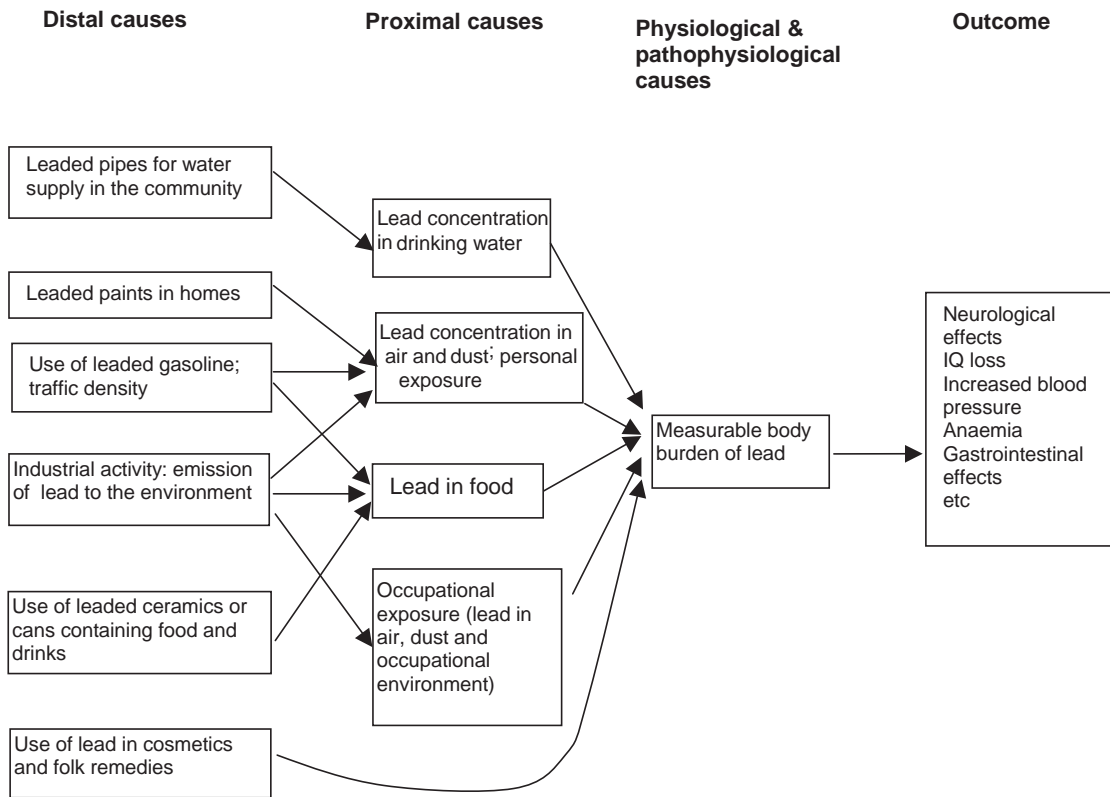 Distal causes
Proximal causes
Physiological &
pathophysiological
causes
Outcome
Leaded pipes for water
supply in the community
Leaded paints in homes
Use of leaded gasoline;
traffic density
Industrial activity: emission
of lead to the environment
Use of leaded ceramics or
cans containing food and
drinks
Use of lead in cosmetics
and folk remedies
Lead concentration
in drinking water
Lead concentration in
air and dust; personal
exposure
Lead in food
Occupational
exposure (lead in
air, dust and
occupational
environment)
Measurable body
burden of lead
Neurological
effects
IQ loss
Increased blood
pressure
Anaemia
Gastrointestinal
effects
etc